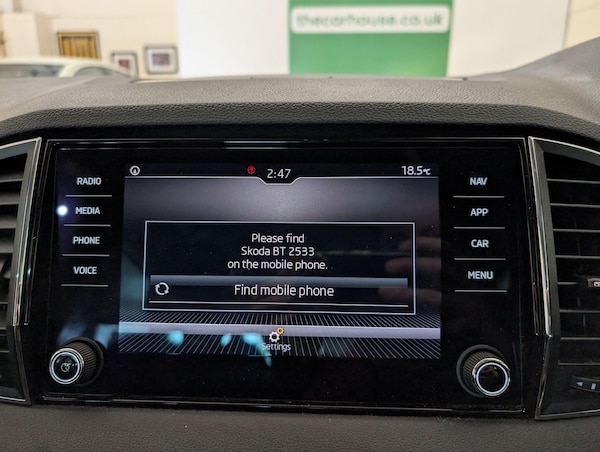 thecarhouse.co.uk
2:47
18.5°C
RADIO
MEDIA
PHONE
VOICE
Please find
Skoda BT 2533
on the mobile phone.
Find mobile phone
Settings
NAV
APP
CAR
MENU